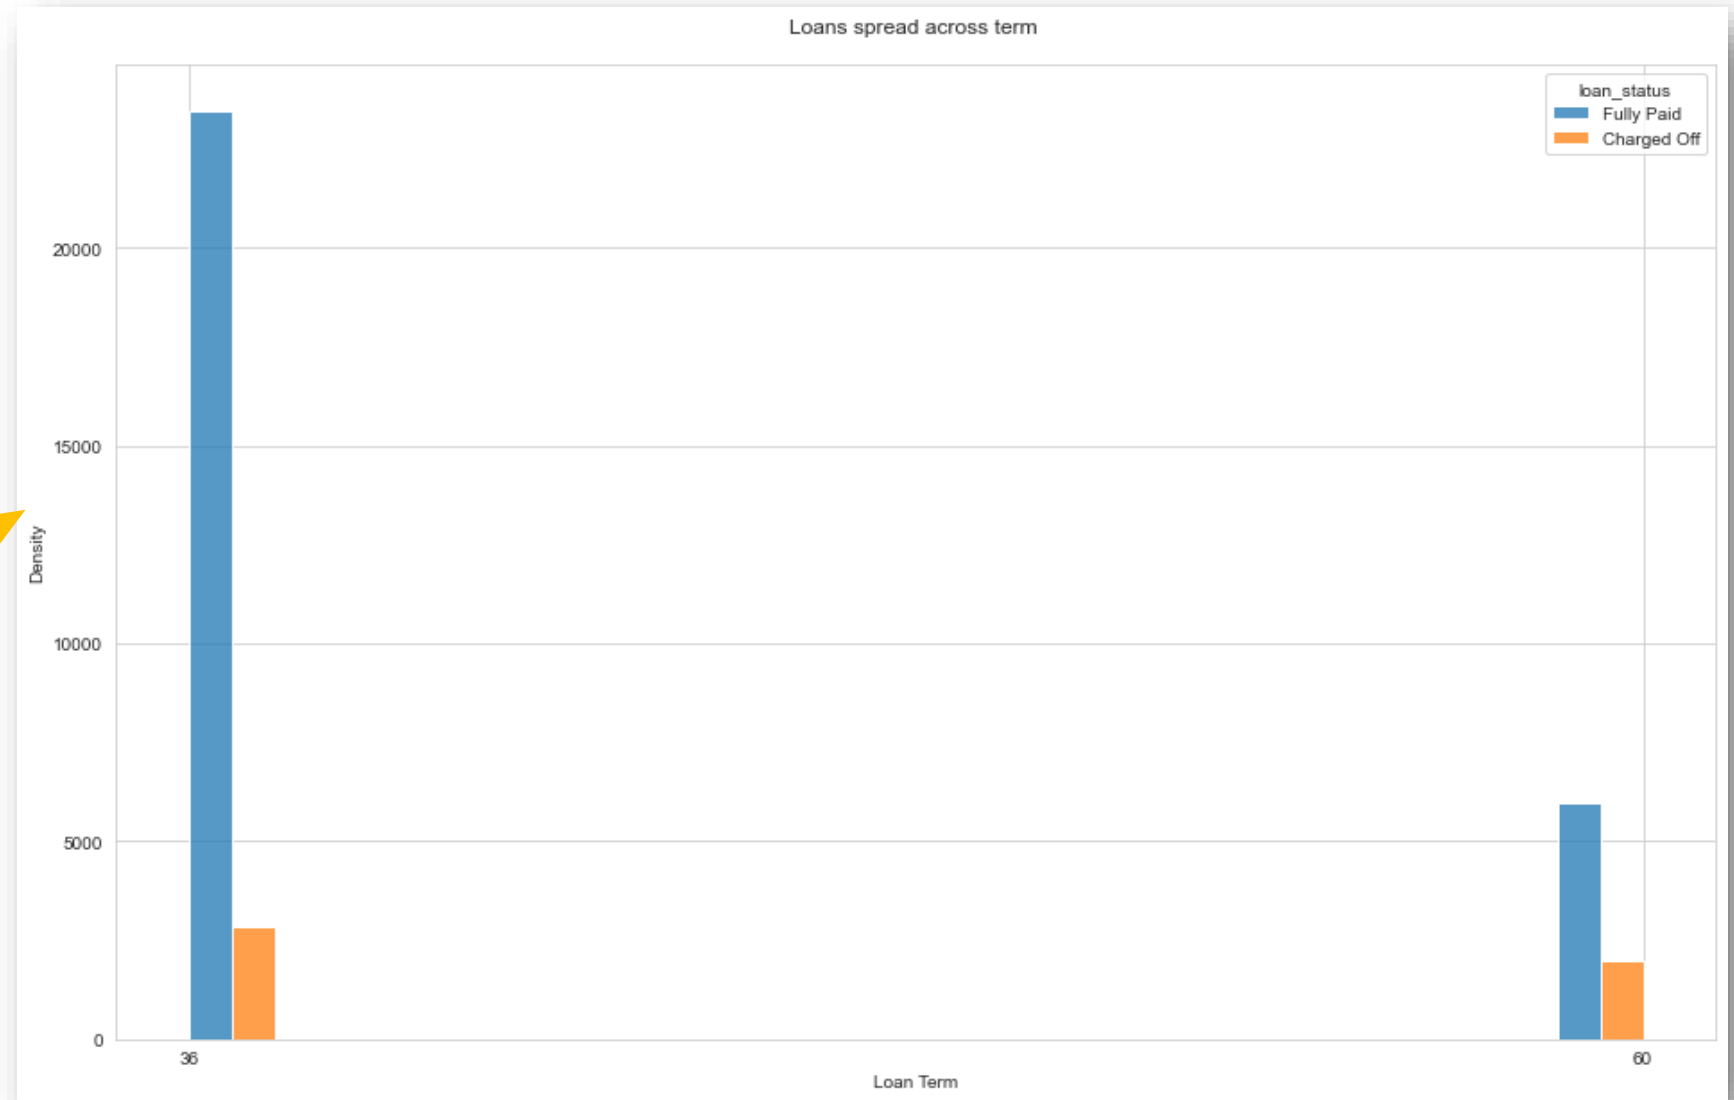 Loans spread across term
loan_status
Fully Paid
Charged Off
20000
15000
10000
5000
0
Density
36
60
Loan Term